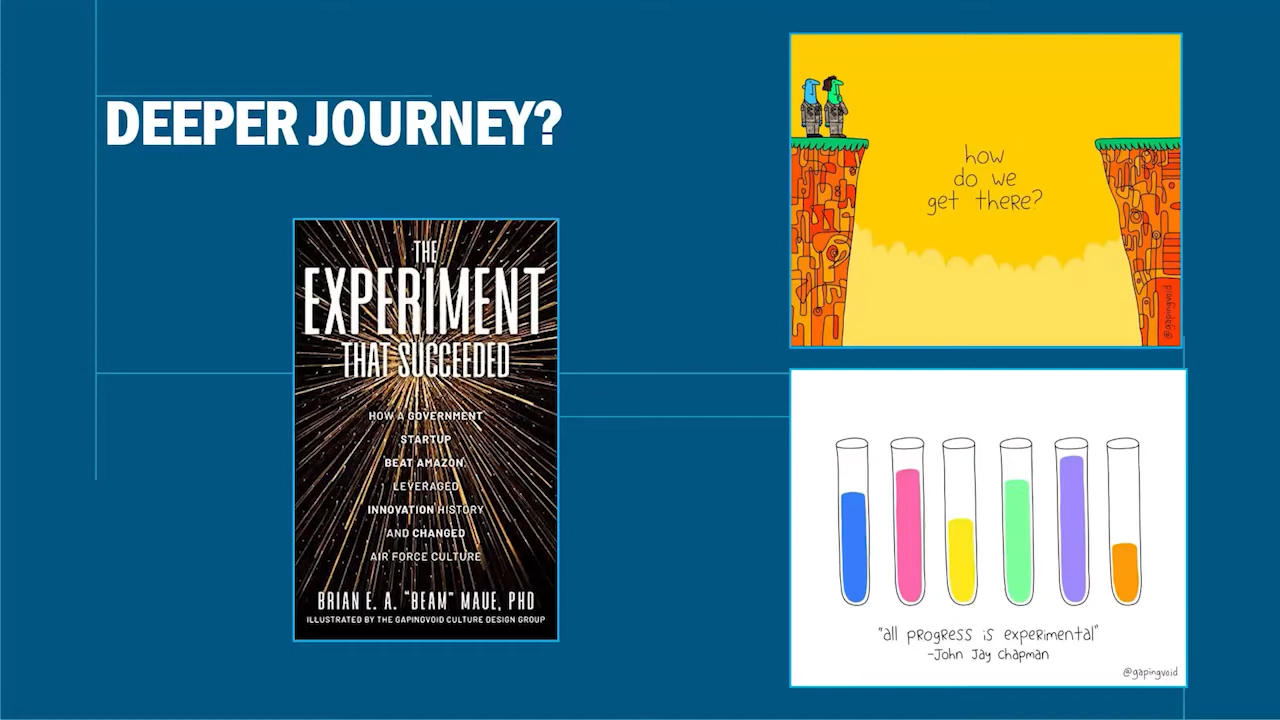 DEEPER JOURNEY?
THE
EXPERIMENT
THAT SUCCEEDED
HOW A GOVERNMENT
STARTUP
BEAT AMAZON,
LEVERAGED
INNOVATION HISTORY
AND CHANGED
AIR FORCE CULTURE
BRIAN E. A. "BEAM" MAUE, PHD
ILLUSTRATED BY THE GAPINGVOID CULTURE DESIGN GROUP
how
do we
get there?
@gapingvoid
"all progress is experimental"
-John Jay Chapman
@gapingvoid